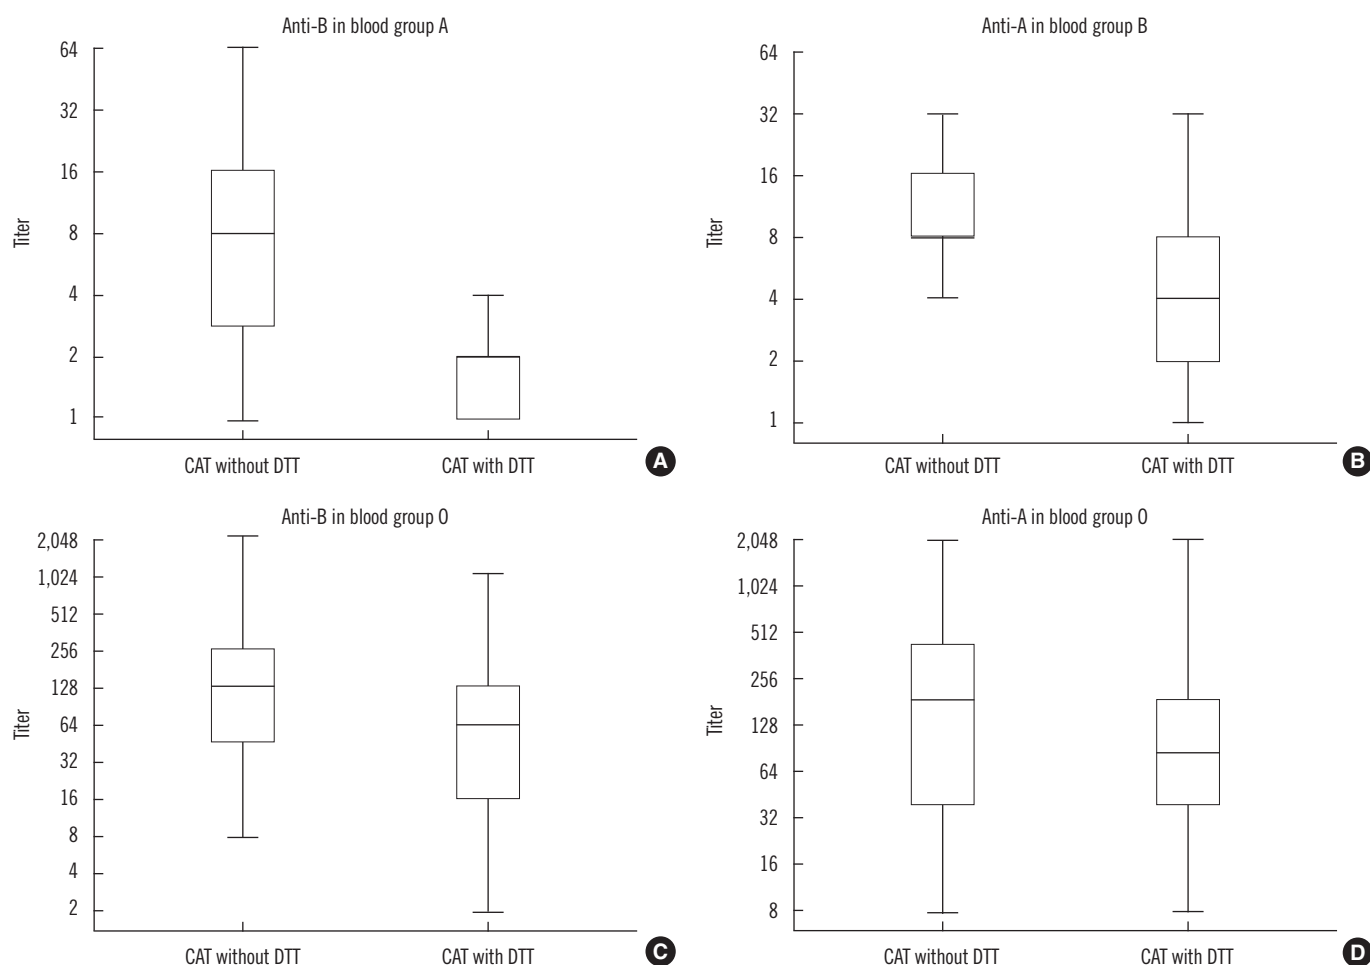 Anti-B in blood group A
64
32
16
8
4
2
1
Titer
CAT without DTT
CAT with DTT
A
Anti-A in blood group B
64
32
16
8
4
2
1
Titer
CAT without DTT
CAT with DTT
B
Anti-B in blood group O
2,048
1,024
512
256
128
64
32
16
8
4
2
Titer
CAT without DTT
CAT with DTT
C
Anti-A in blood group O
2,048
1,024
512
256
128
64
32
16
8
Titer
CAT without DTT
CAT with DTT
D